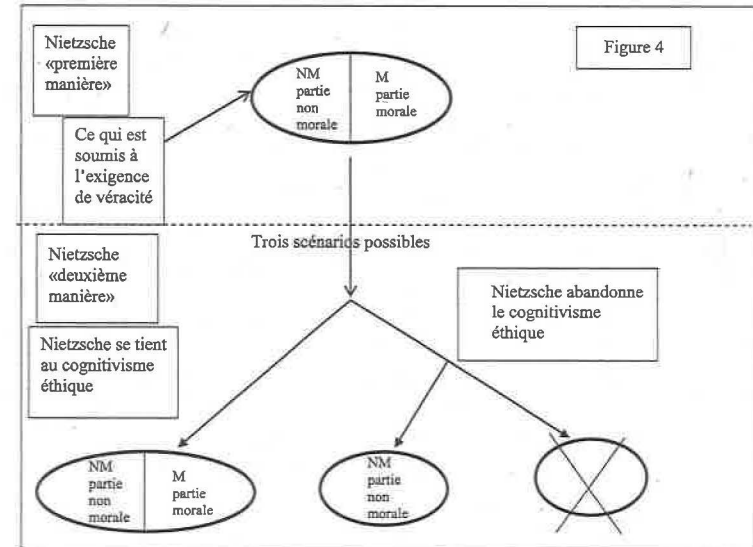 Nietzsche
«première
manière»
Figure 4
NM
partie
non
morale
M
partie
morale
Ce qui est
soumis à
l'exigence
de véracité
Trois scénarios possibles
Nietzsche
«deuxième
manière»
Nietzsche abandonne
le cognitivisme
éthique
Nietzsche se tient
au cognitivisme
éthique
NM
partie
non
morale
M
partie
morale
NM
partie
non
morale